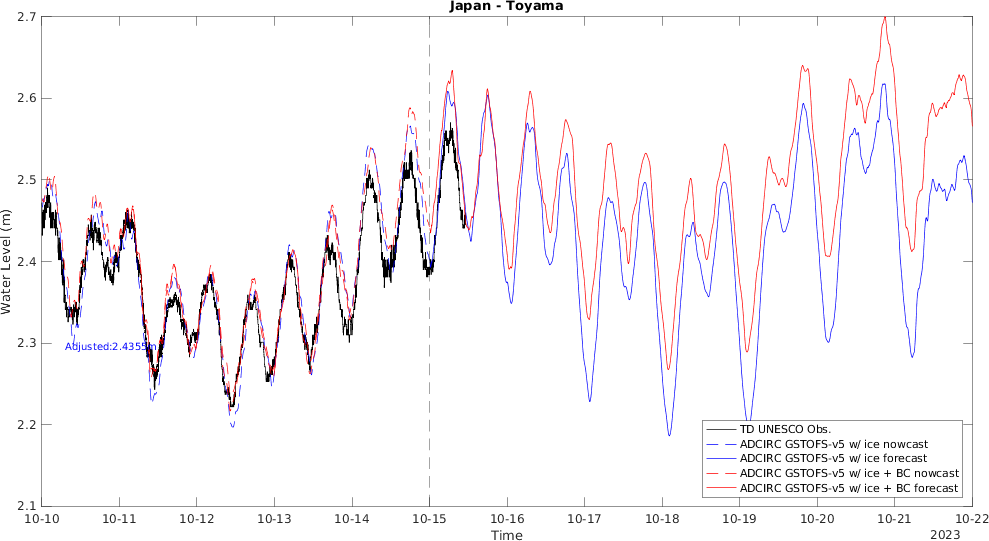 Japan - Toyama
2.7
2.6
2.5
2.4
2.3
2.2
2.1
Water Level (m)
Adjusted:2.4355m
TD UNESCO Obs.
ADCIRC GSTOFS-v5 w/ ice nowcast
ADCIRC GSTOFS-v5 w/ ice forecast
ADCIRC GSTOFS-v5 w/ ice + BC nowcast
ADCIRC GSTOFS-v5 w/ ice + BC forecast
10-10 10-11 10-12 10-13 10-14 10-15 10-16 10-17 10-18 10-19 10-20 10-21 10-22
Time
2023